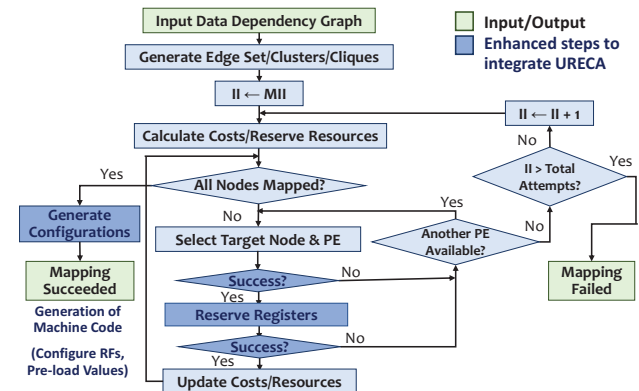 Input Data Dependency Graph
Input/Output
Enhanced steps to
integrate URECA
Generate Edge Set/Clusters/Cliques
II ← MII
II ← II + 1
Calculate Costs/Reserve Resources
No
II > Total
Attempts?
Yes
Yes
All Nodes Mapped?
Generate
Configurations
No
Yes
Select Target Node & PE
Another PE
Available?
No
Mapping
Succeeded
Mapping
Failed
Success?
No
Generation of
Machine Code
Yes
Reserve Registers
(Configure RFs,
Pre-load Values)
Success?
No
Yes
Update Costs/Resources